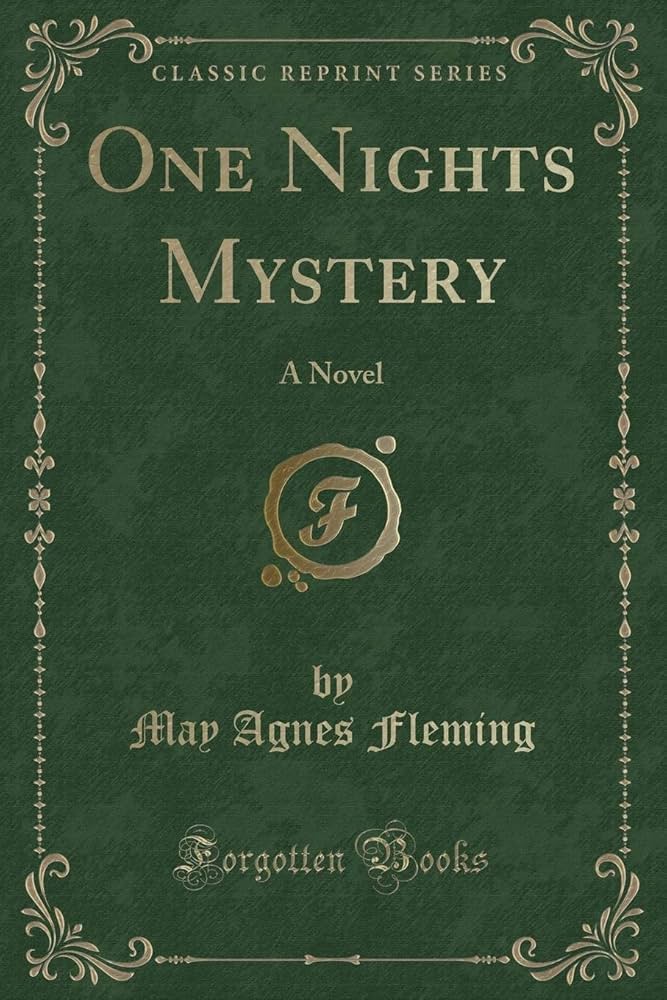 CLASSIC REPRINT SERIES
ONE NIGHTS
MYSTERY
A Novel
F
by
May Agnes Fleming
Forgotten Books